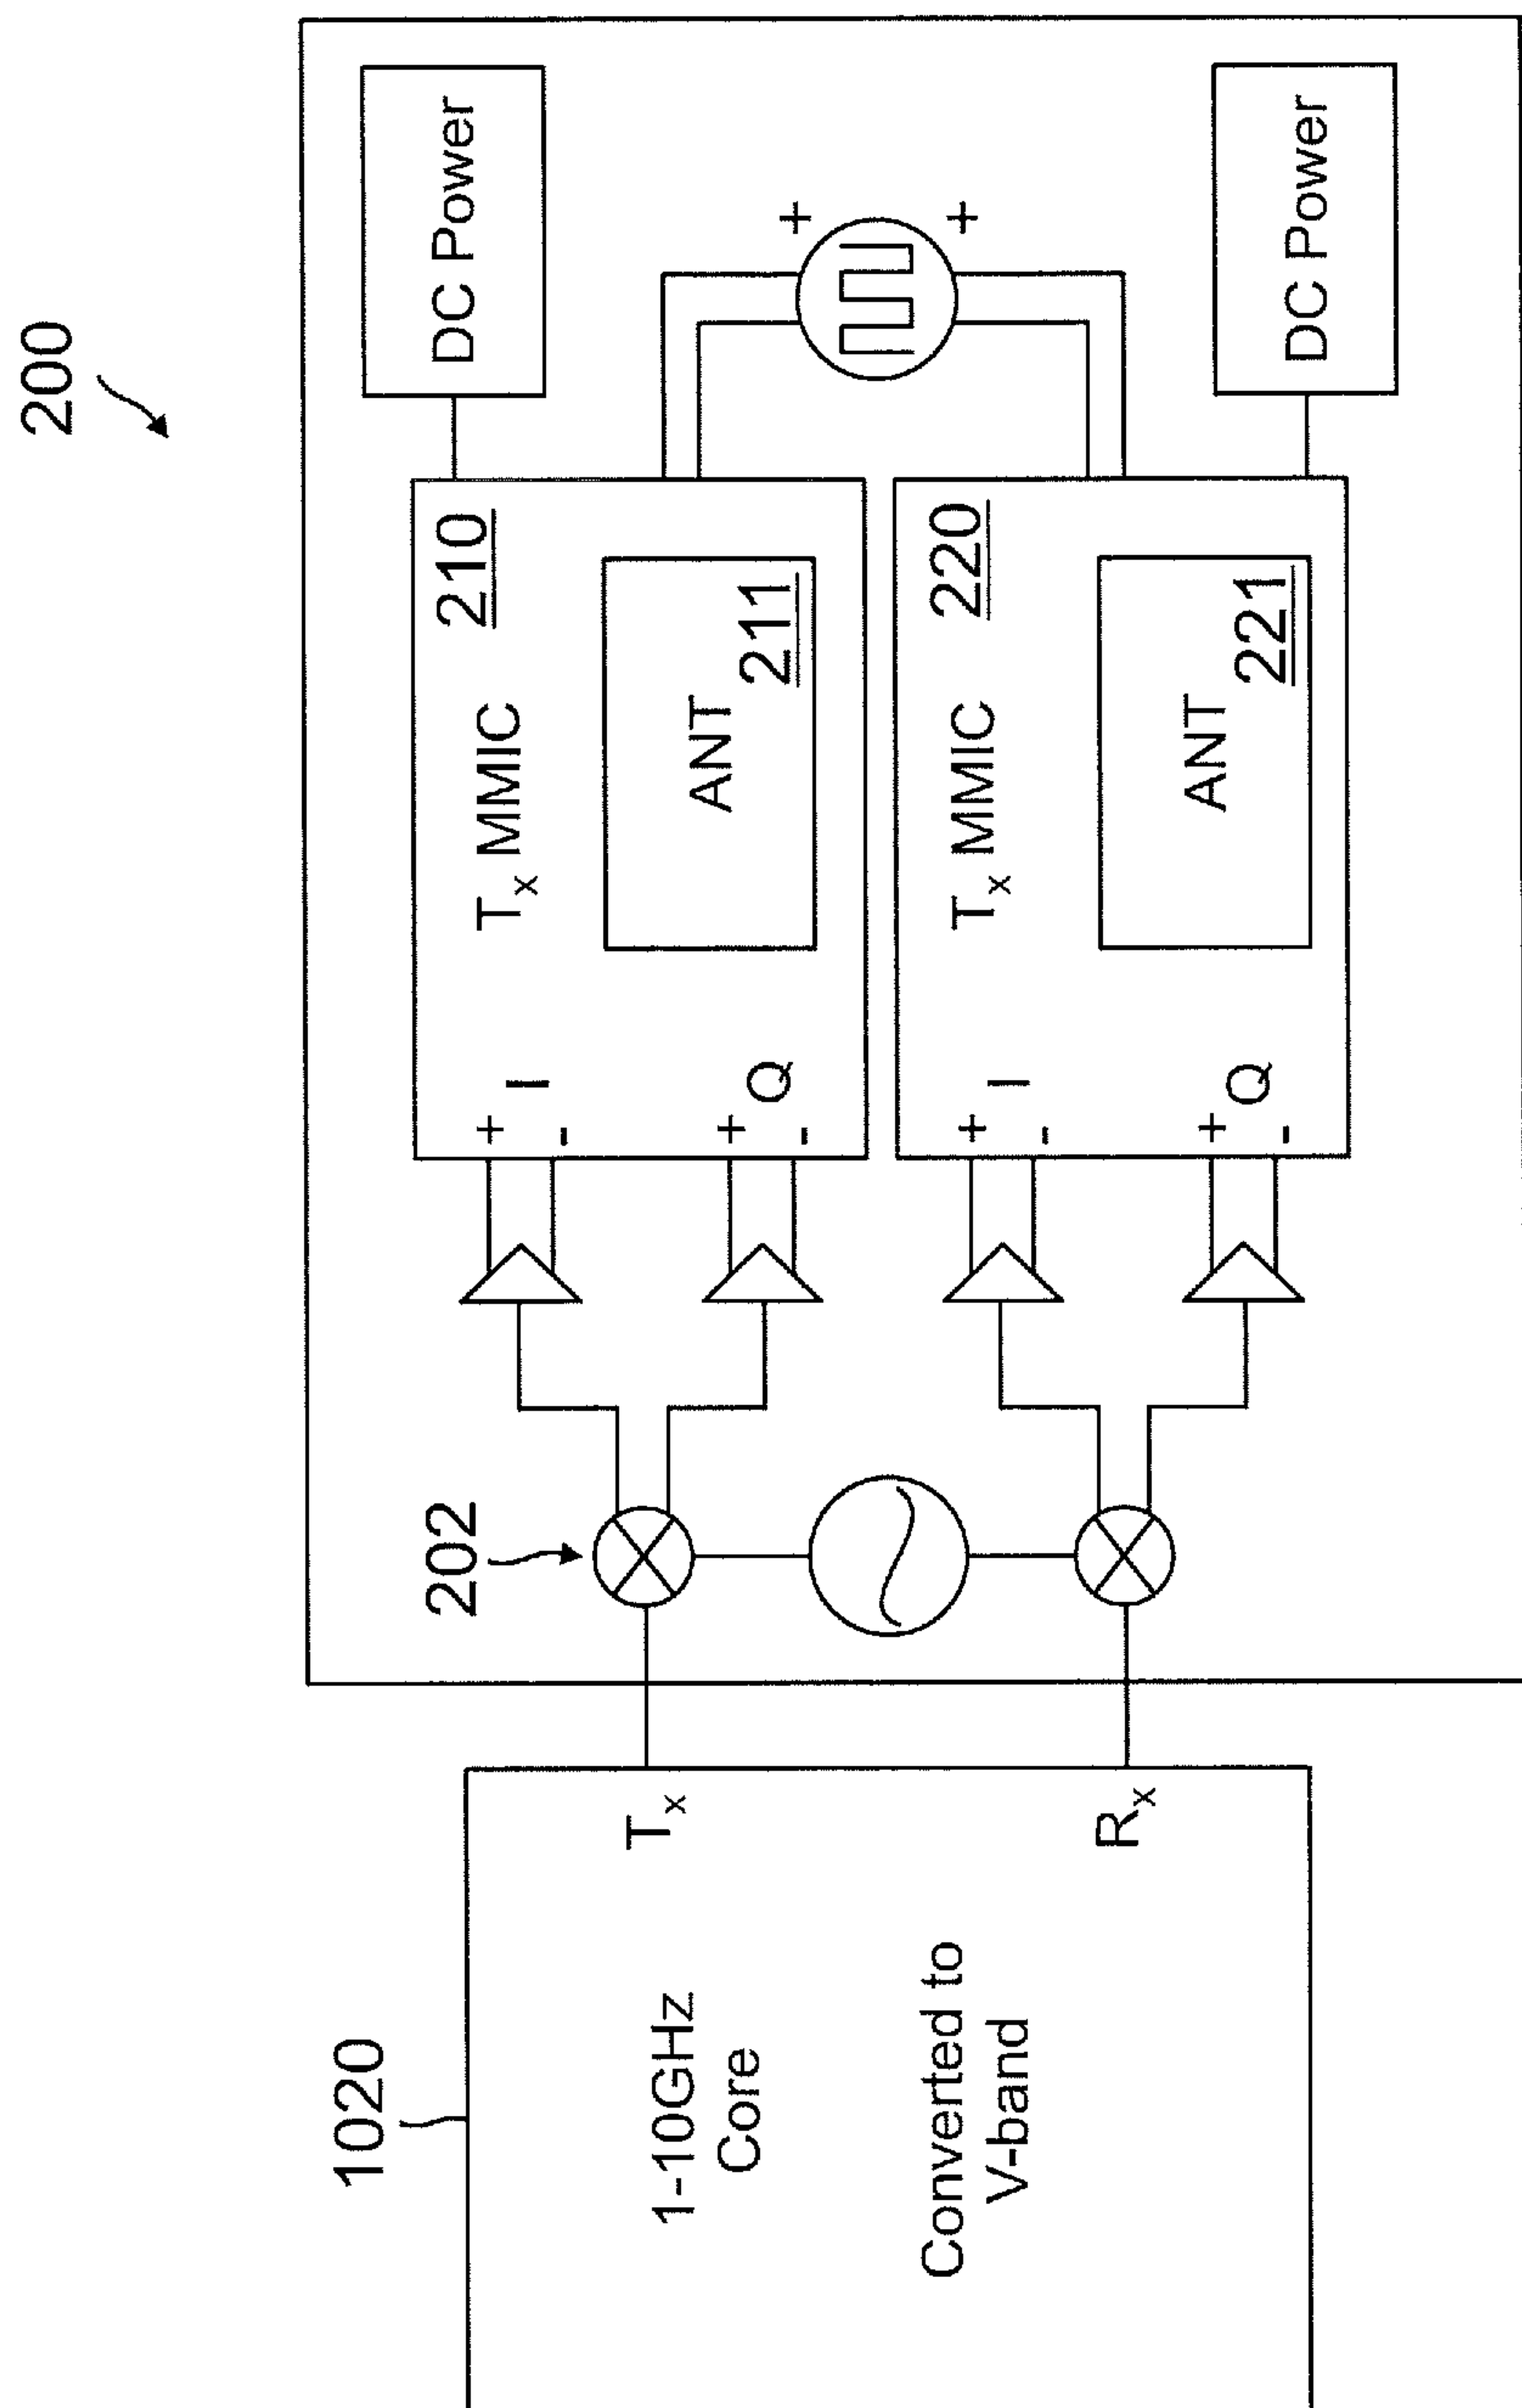 200
1020
1-10GHz
Core
Converted to
V-band
Tx
Rx
202
+
I
-
+
Q
-
Tx MMIC
210
ANT
211
+
I
-
+
Q
-
Tx MMIC
220
ANT
221
DC Power
+
+
DC Power